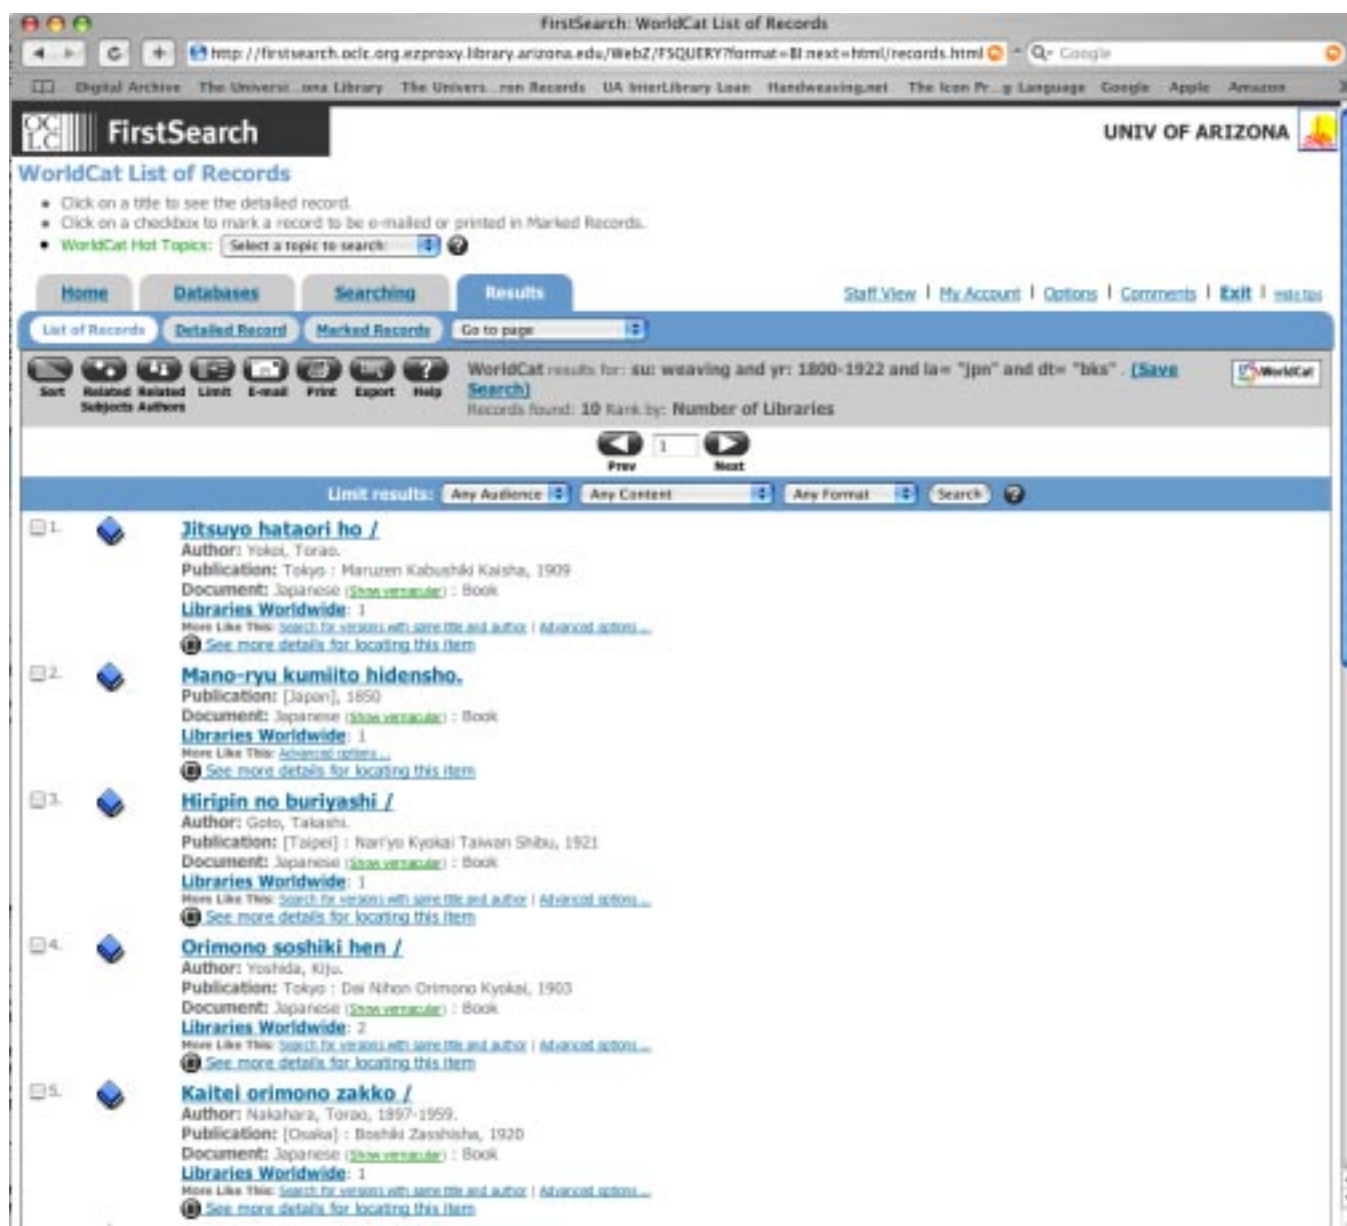 FirstSearch: WorldCat List of Records
http://firstsearch.oclc.org.ezproxy.library.arizona.edu/WebZ/FSQUERY?format=BI:next=html/records.html Google
Digital Archive The Universi...ona Library The Univers...ron Records UA InterLibrary Loan Handweaving.net The Icon Pr...g Language Google Apple Amazon
OCLC FirstSearch UNIV OF ARIZONA
WorldCat List of Records
Click on a title to see the detailed record.
Click on a checkbox to mark a record to be e-mailed or printed in Marked Records.
WorldCat Hot Topics: Select a topic to search:
Home Databases Searching Results Staff View | My Account | Options | Comments | Exit | Hide tips
List of Records Detailed Record Marked Records Go to page
WorldCat results for: su: weaving and yr: 1800-1922 and la= "jpn" and dt= "bks" . (Save
Search) WorldCat
Sort Related Subjects Related Authors Limit E-mail Print Export Help
Records found: 10 Rank by: Number of Libraries
1
Prev Next
Limit results: Any Audience Any Content Any Format Search
1. Jitsuyo hataori ho /
Author: Yokoi, Torao.
Publication: Tokyo : Maruzen Kabushiki Kaisha, 1909
Document: Japanese (Show vernacular) : Book
Libraries Worldwide: 1
More Like This: Search for versions with same title and author | Advanced options ...
See more details for locating this item
2. Mano-ryu kumiito hidensho.
Publication: [Japan], 1850
Document: Japanese (Show vernacular) : Book
Libraries Worldwide: 1
More Like This: Advanced options ...
See more details for locating this item
3. Hiripin no buriyashi /
Author: Goto, Takashi.
Publication: [Taipei] : Nan'yo Kyokai Taiwan Shibu, 1921
Document: Japanese (Show vernacular) : Book
Libraries Worldwide: 1
More Like This: Search for versions with same title and author | Advanced options ...
See more details for locating this item
4. Orimono soshiki hen /
Author: Yoshida, Kiju.
Publication: Tokyo : Dai Nihon Orimono Kyokai, 1903
Document: Japanese (Show vernacular) : Book
Libraries Worldwide: 2
More Like This: Search for versions with same title and author | Advanced options ...
See more details for locating this item
5. Kaitei orimono zakko /
Author: Nakahara, Torao, 1897-1959.
Publication: [Osaka] : Boshiki Zasshisha, 1920
Document: Japanese (Show vernacular) : Book
Libraries Worldwide: 1
More Like This: Search for versions with same title and author | Advanced options ...
See more details for locating this item